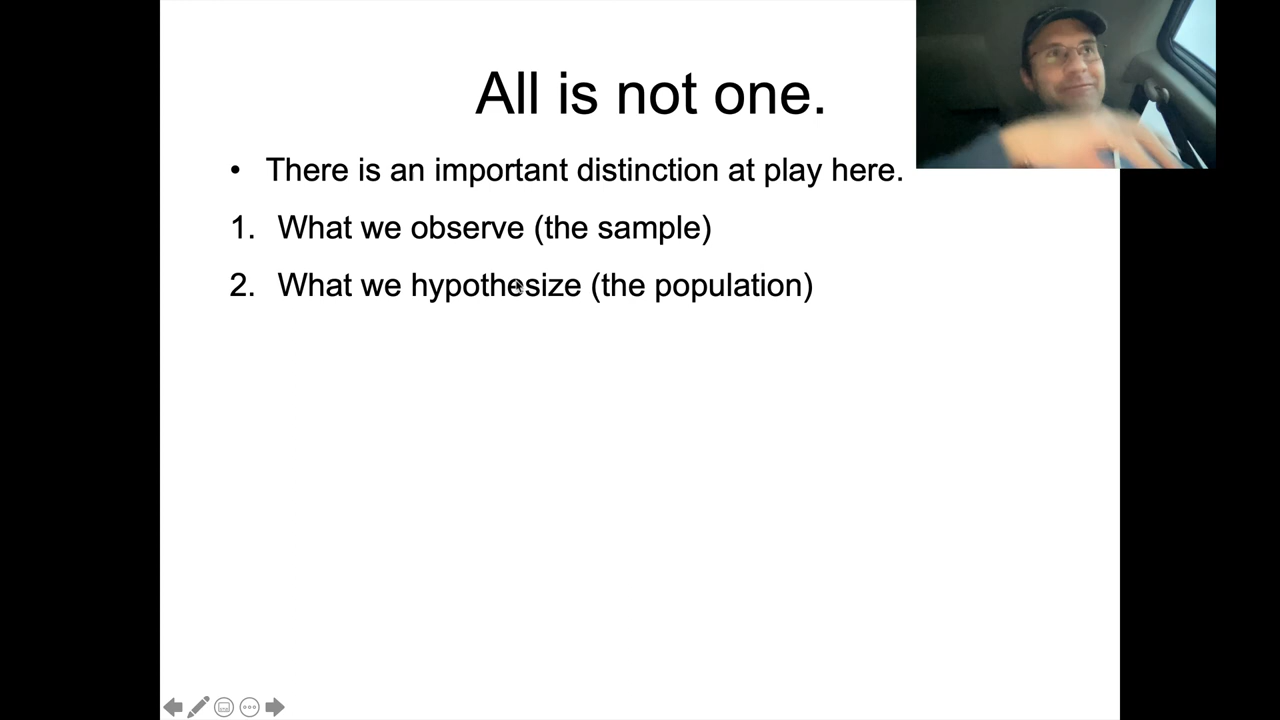 All is not one.
• There is an important distinction at play here.
1. What we observe (the sample)
2. What we hypothesize (the population)